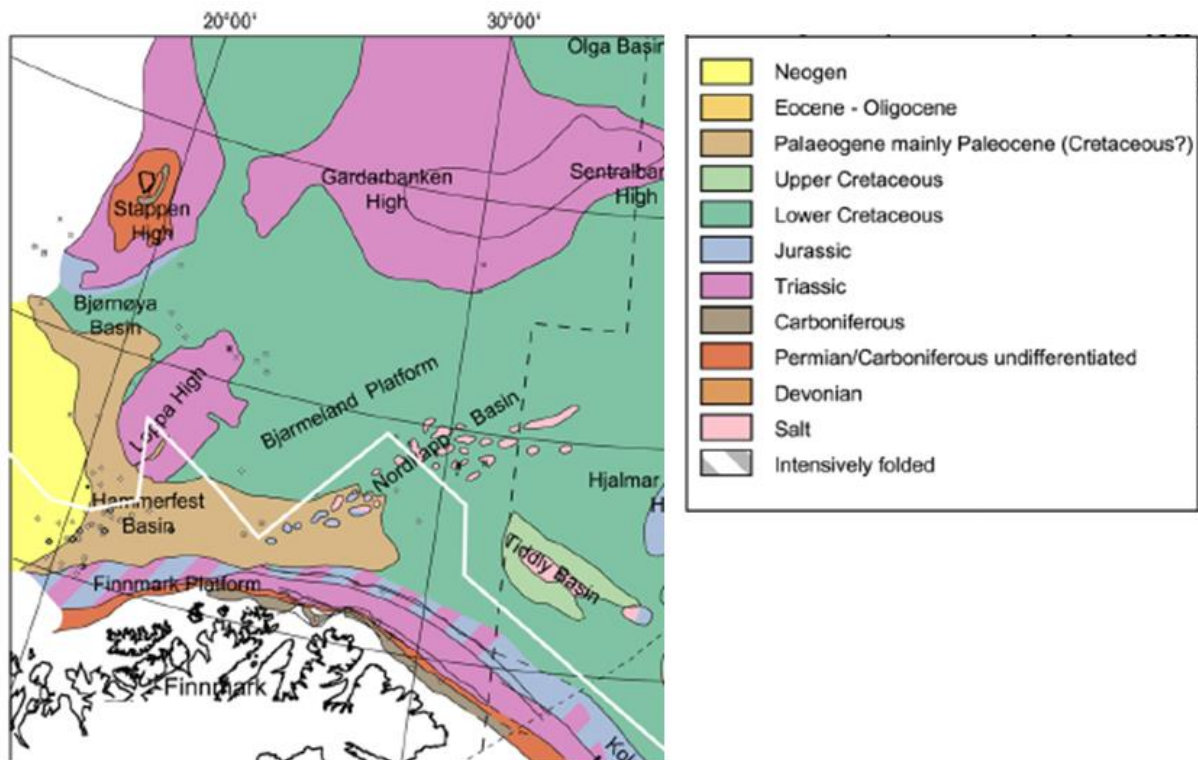 20°00'
30°00'
Olga Basin
Gardarbanken
High
Sentralban
High
Stappen
High
Bjørnøya
Basin
Loppa High
Bjarmeland Platform
Nordkapp Basin
Hjalmar
H
Hammerfest
Basin
Tiddly Basin
Finnmark Platform
Finnmark
Neogen
Eocene - Oligocene
Palaeogene mainly Paleocene (Cretaceous?)
Upper Cretaceous
Lower Cretaceous
Jurassic
Triassic
Carboniferous
Permian/Carboniferous undifferentiated
Devonian
Salt
Intensively folded